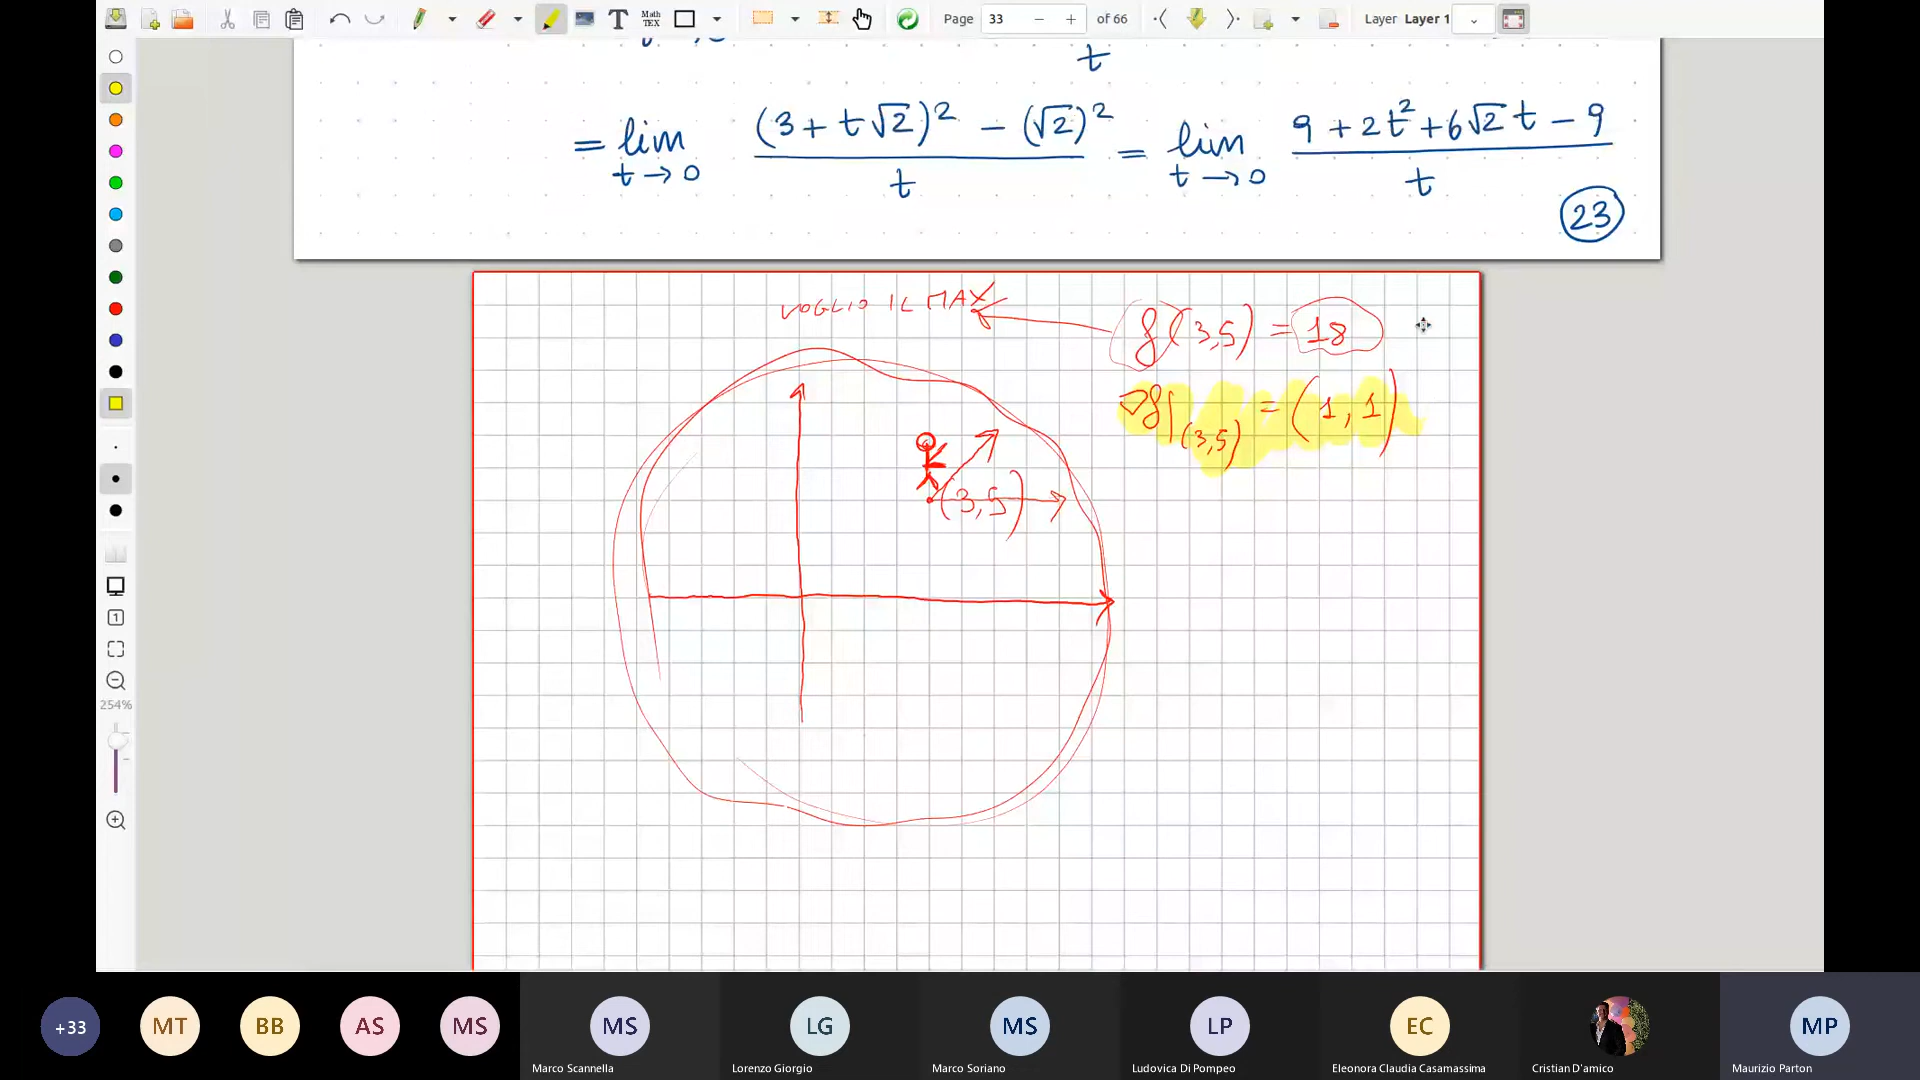 Page 33 of 66 Layer Layer 1
Math
TEX
T
t
= lim t→0 (3 + t√2)² − (√2)² / t = lim t→0 9 + 2t² + 6√2 t − 9 / t
23
VOGLIO IL MAX
f(3,5) = 18
∇f|(3,5) = (1,1)
(3,5)
1
254%
+33
MT
BB
AS
MS
MS
LG
MS
LP
EC
MP
Marco Scannella
Lorenzo Giorgio
Marco Soriano
Ludovica Di Pompeo
Eleonora Claudia Casamassima
Cristian D'amico
Maurizio Parton